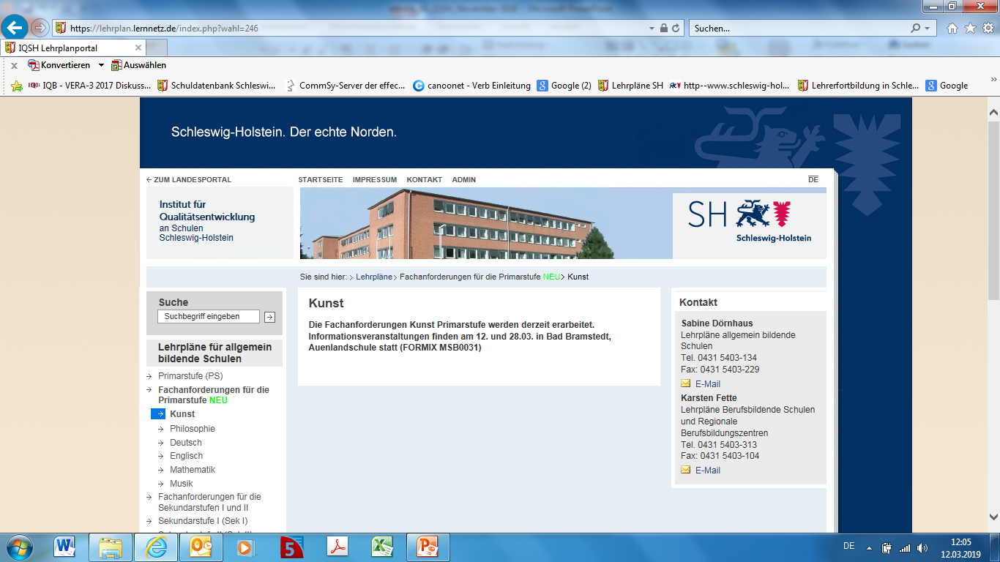 https://lehrplan.lernnetz.de/index.php?wahl=246
Suchen...
IQSH Lehrplanportal
Konvertieren
Auswählen
IQB - VERA-3 2017 Diskuss...
Schuldatenbank Schleswi...
CommSy-Server der effec...
canoonet - Verb Einleitung
Google (2)
Lehrpläne SH
http--www.schleswig-hol...
Lehrerfortbildung in Schle...
Google
Schleswig-Holstein. Der echte Norden.
ZUM LANDESPORTAL
STARTSEITE IMPRESSUM KONTAKT ADMIN
DE
Institut für
Qualitätsentwicklung
an Schulen
Schleswig-Holstein
SH
Schleswig-Holstein
Sie sind hier: > Lehrpläne> Fachanforderungen für die Primarstufe NEU> Kunst
Suche
Suchbegriff eingeben
Lehrpläne für allgemein
bildende Schulen
Primarstufe (PS)
Fachanforderungen für die
Primarstufe NEU
Kunst
Philosophie
Deutsch
Englisch
Mathematik
Musik
Fachanforderungen für die
Sekundarstufen I und II
Sekundarstufe I (Sek I)
Kunst
Die Fachanforderungen Kunst Primarstufe werden derzeit erarbeitet.
Informationsveranstaltungen finden am 12. und 28.03. in Bad Bramstedt,
Auenlandschule statt (FORMIX MSB0031)
Kontakt
Sabine Dörnhaus
Lehrpläne allgemein bildende
Schulen
Tel. 0431 5403-134
Fax: 0431 5403-229
E-Mail
Karsten Fette
Lehrpläne Berufsbildende Schulen
und Regionale
Berufsbildungszentren
Tel. 0431 5403-313
Fax: 0431 5403-104
E-Mail
DE
12:05
12.03.2019